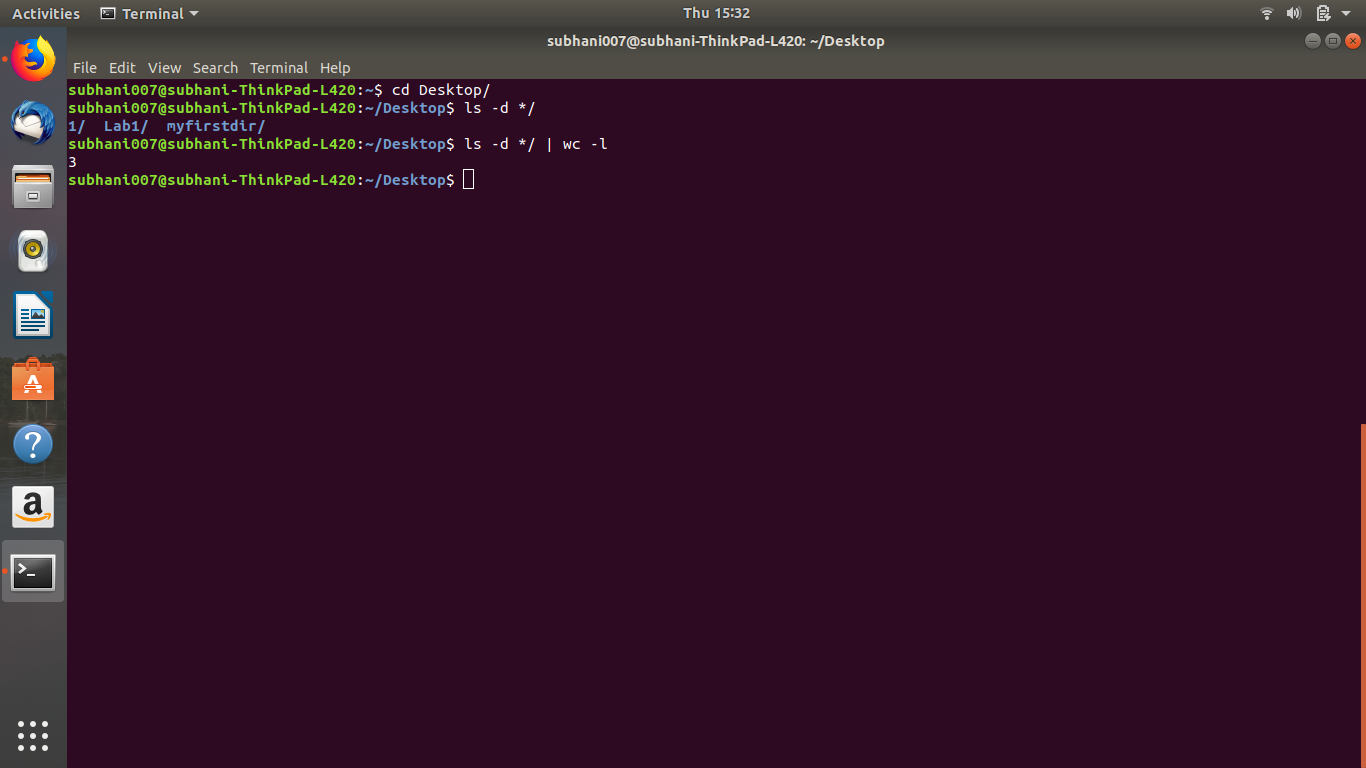 Activities Terminal Thu 15:32
subhani007@subhani-ThinkPad-L420: ~/Desktop
File Edit View Search Terminal Help
subhani007@subhani-ThinkPad-L420:~$ cd Desktop/
subhani007@subhani-ThinkPad-L420:~/Desktop$ ls -d */
1/  Lab1/  myfirstdir/
subhani007@subhani-ThinkPad-L420:~/Desktop$ ls -d */ | wc -l
3
subhani007@subhani-ThinkPad-L420:~/Desktop$